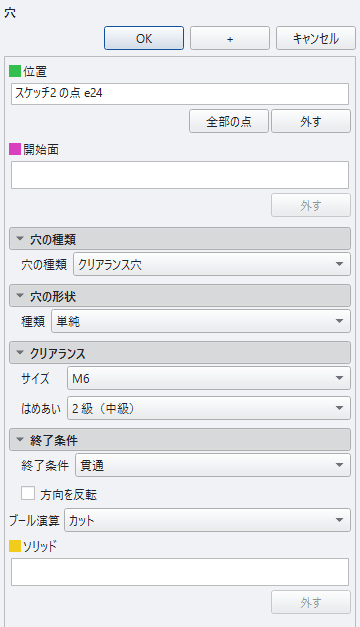 穴
OK
+
キャンセル
位置
スケッチ2 の点 e24
全部の点
外す
開始面
外す
穴の種類
穴の種類 クリアランス穴
穴の形状
種類 単純
クリアランス
サイズ M6
はめあい 2 級（中級）
終了条件
終了条件 貫通
方向を反転
ブール演算 カット
ソリッド
外す